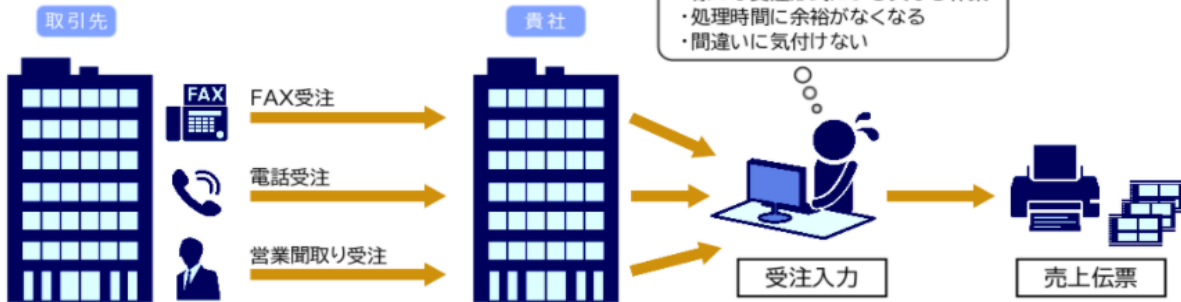 取引先
貴社
・処理時間に余裕がなくなる
・間違いに気付けない
FAX
FAX受注
電話受注
営業聞取り受注
受注入力
売上伝票